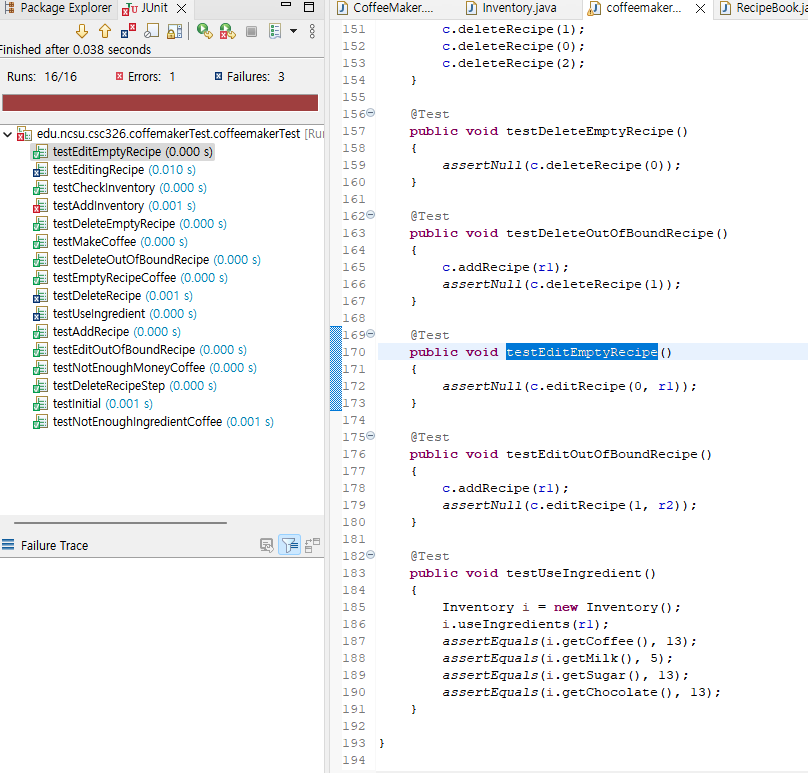 Package Explorer JUnit
Finished after 0.038 seconds
Runs: 16/16 Errors: 1 Failures: 3
edu.ncsu.csc326.coffemakerTest.coffeemakerTest [Ru
testEditEmptyRecipe (0.000 s)
testEditingRecipe (0.010 s)
testCheckInventory (0.000 s)
testAddInventory (0.001 s)
testDeleteEmptyRecipe (0.000 s)
testMakeCoffee (0.000 s)
testDeleteOutOfBoundRecipe (0.000 s)
testEmptyRecipeCoffee (0.000 s)
testDeleteRecipe (0.001 s)
testUseIngredient (0.000 s)
testAddRecipe (0.000 s)
testEditOutOfBoundRecipe (0.000 s)
testNotEnoughMoneyCoffee (0.000 s)
testDeleteRecipeStep (0.000 s)
testInitial (0.001 s)
testNotEnoughIngredientCoffee (0.001 s)
Failure Trace
CoffeeMaker.... Inventory.java coffeemaker... RecipeBook.ja
151 c.deleteRecipe(1);
152 c.deleteRecipe(0);
153 c.deleteRecipe(2);
154 }
155
156 @Test
157 public void testDeleteEmptyRecipe()
158 {
159 assertNull(c.deleteRecipe(0));
160 }
161
162 @Test
163 public void testDeleteOutOfBoundRecipe()
164 {
165 c.addRecipe(r1);
166 assertNull(c.deleteRecipe(1));
167 }
168
169 @Test
170 public void testEditEmptyRecipe()
171 {
172 assertNull(c.editRecipe(0, r1));
173 }
174
175 @Test
176 public void testEditOutOfBoundRecipe()
177 {
178 c.addRecipe(r1);
179 assertNull(c.editRecipe(1, r2));
180 }
181
182 @Test
183 public void testUseIngredient()
184 {
185 Inventory i = new Inventory();
186 i.useIngredients(r1);
187 assertEquals(i.getCoffee(), 13);
188 assertEquals(i.getMilk(), 5);
189 assertEquals(i.getSugar(), 13);
190 assertEquals(i.getChocolate(), 13);
191 }
192
193 }
194